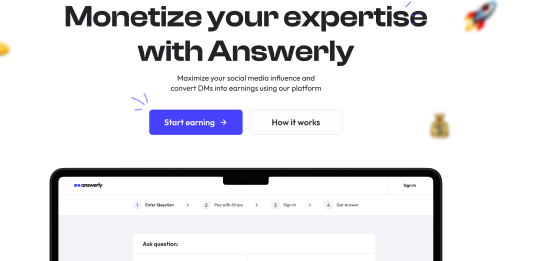 Monetize your expertise
with Answerly
Maximize your social media influence and
convert DMs into earnings using our platform
Start earning →
How it works
answerly
Sign In
1 Enter Question > 2 Pay with Stripe > 3 Sign In > 4 Get Answer
Ask question: